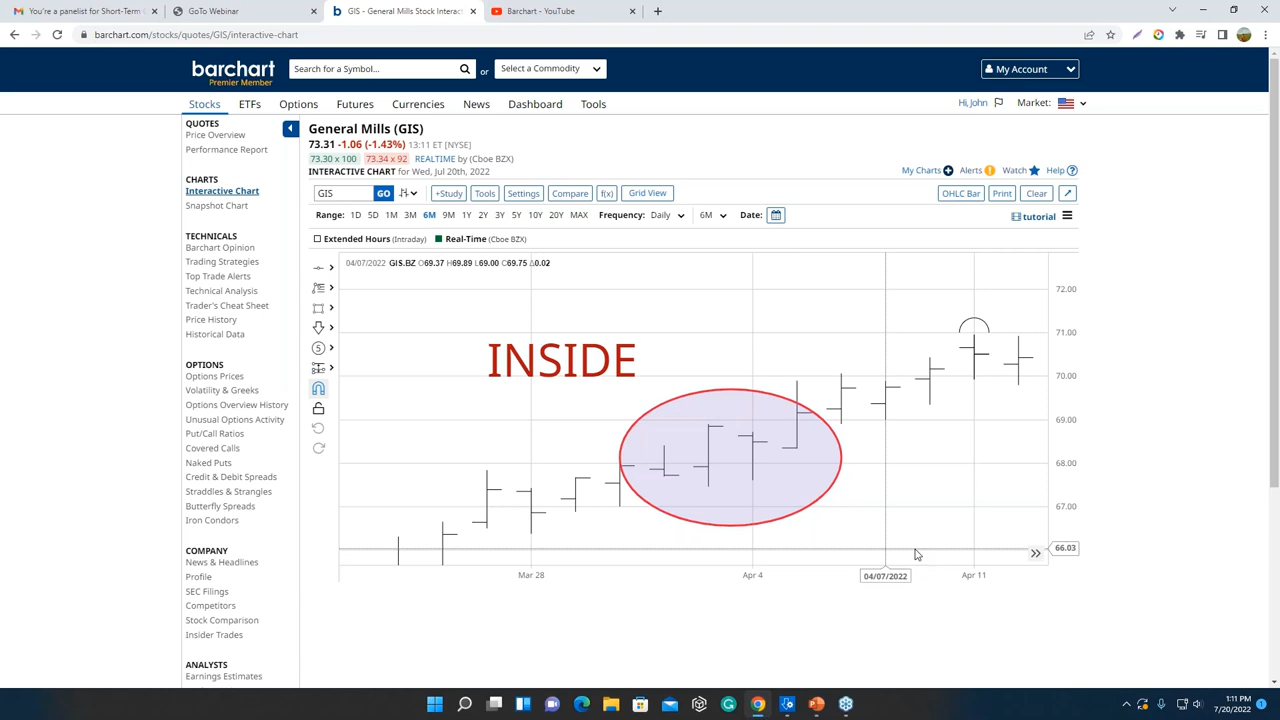 You're a panelist for Short-Term (
GoTo Webinar
GIS - General Mills Stock Interac
Barchart - YouTube
barchart.com/stocks/quotes/GIS/interactive-chart
barchart
Premier Member
Search for a Symbol...
or
Select a Commodity
My Account
Stocks
ETFs
Options
Futures
Currencies
News
Dashboard
Tools
Hi, John
Market:
QUOTES
Price Overview
Performance Report
CHARTS
Interactive Chart
Snapshot Chart
TECHNICALS
Barchart Opinion
Trading Strategies
Top Trade Alerts
Technical Analysis
Trader's Cheat Sheet
Price History
Historical Data
OPTIONS
Options Prices
Volatility & Greeks
Options Overview History
Unusual Options Activity
Put/Call Ratios
Covered Calls
Naked Puts
Credit & Debit Spreads
Straddles & Strangles
Butterfly Spreads
Iron Condors
COMPANY
News & Headlines
Profile
SEC Filings
Competitors
Stock Comparison
Insider Trades
ANALYSTS
Earnings Estimates
General Mills (GIS)
73.31 -1.06 (-1.43%) 13:11 ET [NYSE]
73.30 x 100 73.34 x 92 REALTIME by (Cboe BZX)
INTERACTIVE CHART for Wed, Jul 20th, 2022
My Charts Alerts Watch Help
GIS GO +Study Tools Settings Compare f(x) Grid View OHLC Bar Print Clear
Range: 1D 5D 1M 3M 6M 9M 1Y 2Y 3Y 5Y 10Y 20Y MAX Frequency: Daily 6M Date: tutorial
Extended Hours (Intraday) Real-Time (Cboe BZX)
04/07/2022 GIS.BZ O69.37 H69.89 L69.00 C69.75 Δ0.02
INSIDE
72.00
71.00
70.00
69.00
68.00
67.00
66.03
Mar 28
Apr 4
04/07/2022
Apr 11
1:11 PM
7/20/2022